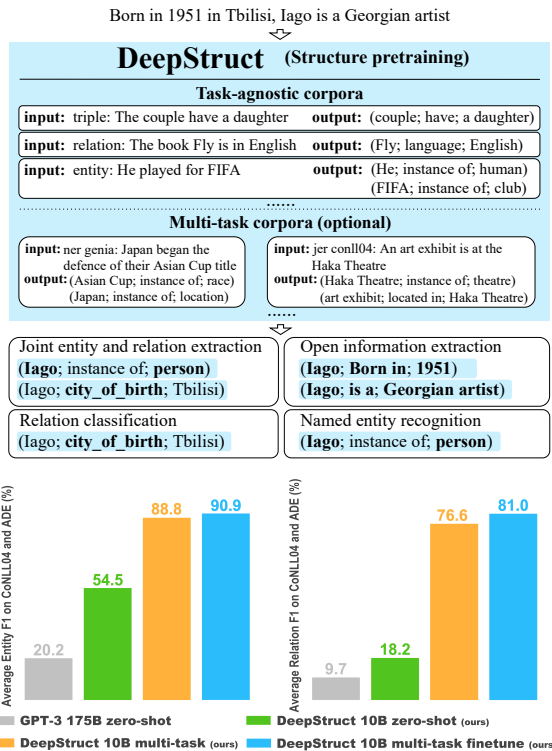 Born in 1951 in Tbilisi, Iago is a Georgian artist
DeepStruct (Structure pretraining)
Task-agnostic corpora
input: triple: The couple have a daughter output: (couple; have; a daughter)
input: relation: The book Fly is in English output: (Fly; language; English)
input: entity: He played for FIFA output: (He; instance of; human)
(FIFA; instance of; club)
......
Multi-task corpora (optional)
input: ner genia: Japan began the
defence of their Asian Cup title
output: (Asian Cup; instance of; race)
(Japan; instance of; location)
input: jer conll04: An art exhibit is at the
Haka Theatre
output: (Haka Theatre; instance of; theatre)
(art exhibit; located in; Haka Theatre)
......
Joint entity and relation extraction
(Iago; instance of; person)
(Iago; city_of_birth; Tbilisi)
Open information extraction
(Iago; Born in; 1951)
(Iago; is a; Georgian artist)
Relation classification
(Iago; city_of_birth; Tbilisi)
Named entity recognition
(Iago; instance of; person)
Average Entity F1 on CoNLL04 and ADE (%)
20.2
54.5
88.8
90.9
Average Relation F1 on CoNLL04 and ADE (%)
9.7
18.2
76.6
81.0
GPT-3 175B zero-shot
DeepStruct 10B zero-shot (ours)
DeepStruct 10B multi-task (ours)
DeepStruct 10B multi-task finetune (ours)